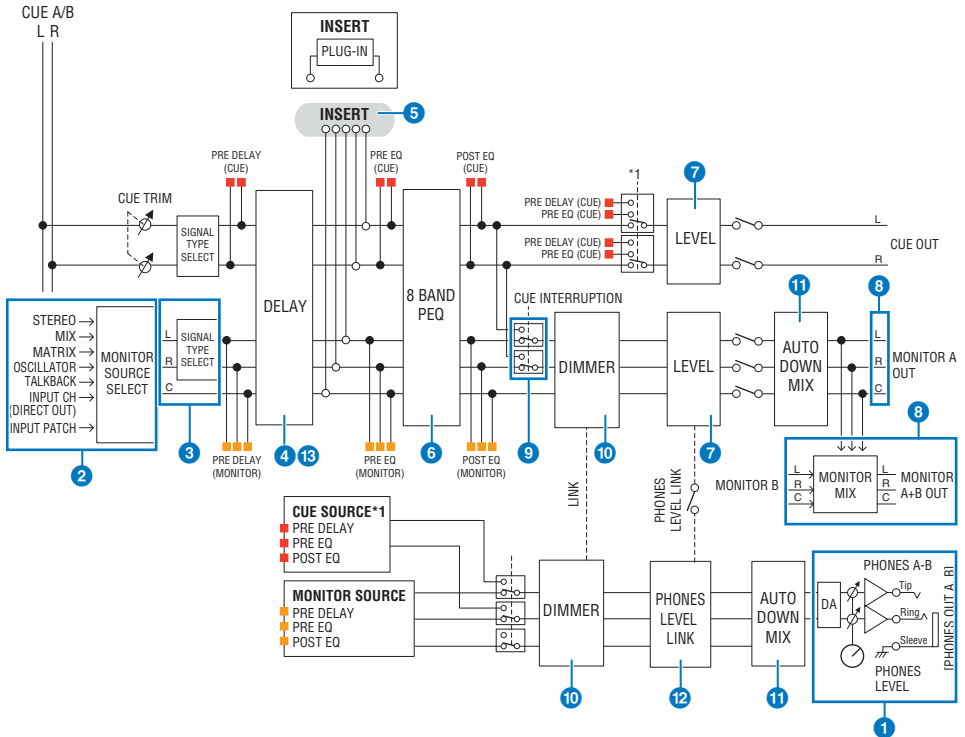 CUE A/B
L R
INSERT
PLUG-IN
INSERT
5
PRE DELAY
(CUE)
PRE EQ
(CUE)
POST EQ
(CUE)
*1
7
CUE TRIM
SIGNAL
TYPE
SELECT
DELAY
8 BAND
PEQ
PRE DELAY (CUE)
PRE EQ (CUE)
PRE DELAY (CUE)
PRE EQ (CUE)
LEVEL
L
R
CUE OUT
CUE INTERRUPTION
11
8
STEREO
MIX
MATRIX
OSCILLATOR
TALKBACK
INPUT CH
(DIRECT OUT)
INPUT PATCH
MONITOR
SOURCE
SELECT
2
L
R
C
SIGNAL
TYPE
SELECT
3
PRE DELAY
(MONITOR)
4
13
PRE EQ
(MONITOR)
6
POST EQ
(MONITOR)
9
DIMMER
10
LEVEL
7
AUTO
DOWN
MIX
L
R
C
MONITOR A
OUT
8
MONITOR B
L
R
C
MONITOR
MIX
L
R
C
MONITOR
A+B OUT
LINK
PHONES
LEVEL LINK
CUE SOURCE*1
PRE DELAY
PRE EQ
POST EQ
MONITOR SOURCE
PRE DELAY
PRE EQ
POST EQ
DIMMER
10
PHONES
LEVEL
LINK
12
AUTO
DOWN
MIX
11
PHONES A-B
DA
Tip
Ring
Sleeve
PHONES
LEVEL
[PHONES OUT A, B]
1